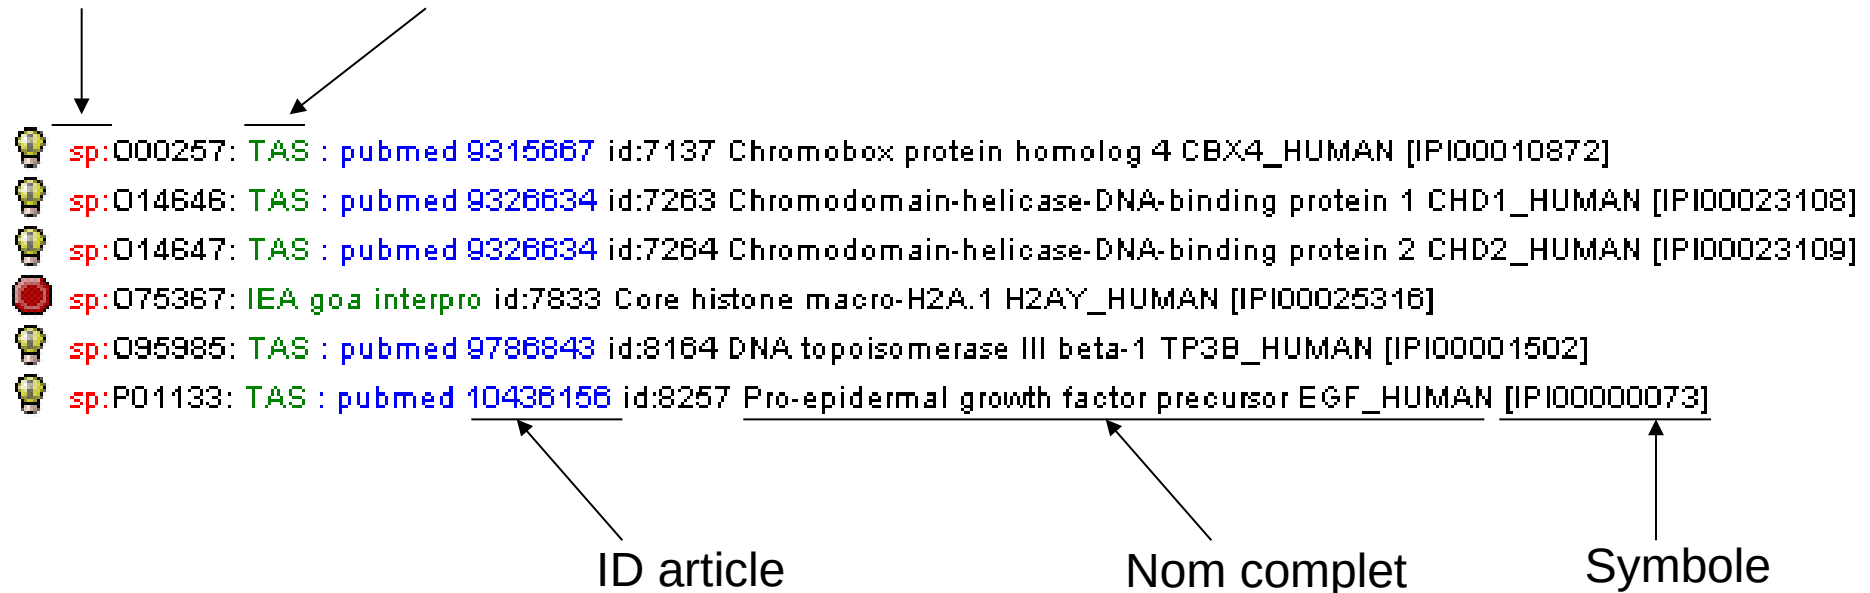 sp:O00257: TAS : pubmed 9315667 id:7137 Chromobox protein homolog 4 CBX4_HUMAN [IPI00010872]
sp:O14646: TAS : pubmed 9326634 id:7263 Chromodomain-helicase-DNA-binding protein 1 CHD1_HUMAN [IPI00023108]
sp:O14647: TAS : pubmed 9326634 id:7264 Chromodomain-helicase-DNA-binding protein 2 CHD2_HUMAN [IPI00023109]
sp:O75367: IEA goa interpro id:7833 Core histone macro-H2A.1 H2AY_HUMAN [IPI00025316]
sp:O95985: TAS : pubmed 9786843 id:8164 DNA topoisomerase III beta-1 TP3B_HUMAN [IPI00001502]
sp:P01133: TAS : pubmed 10436156 id:8257 Pro-epidermal growth factor precursor EGF_HUMAN [IPI00000073]
ID article Nom complet Symbole